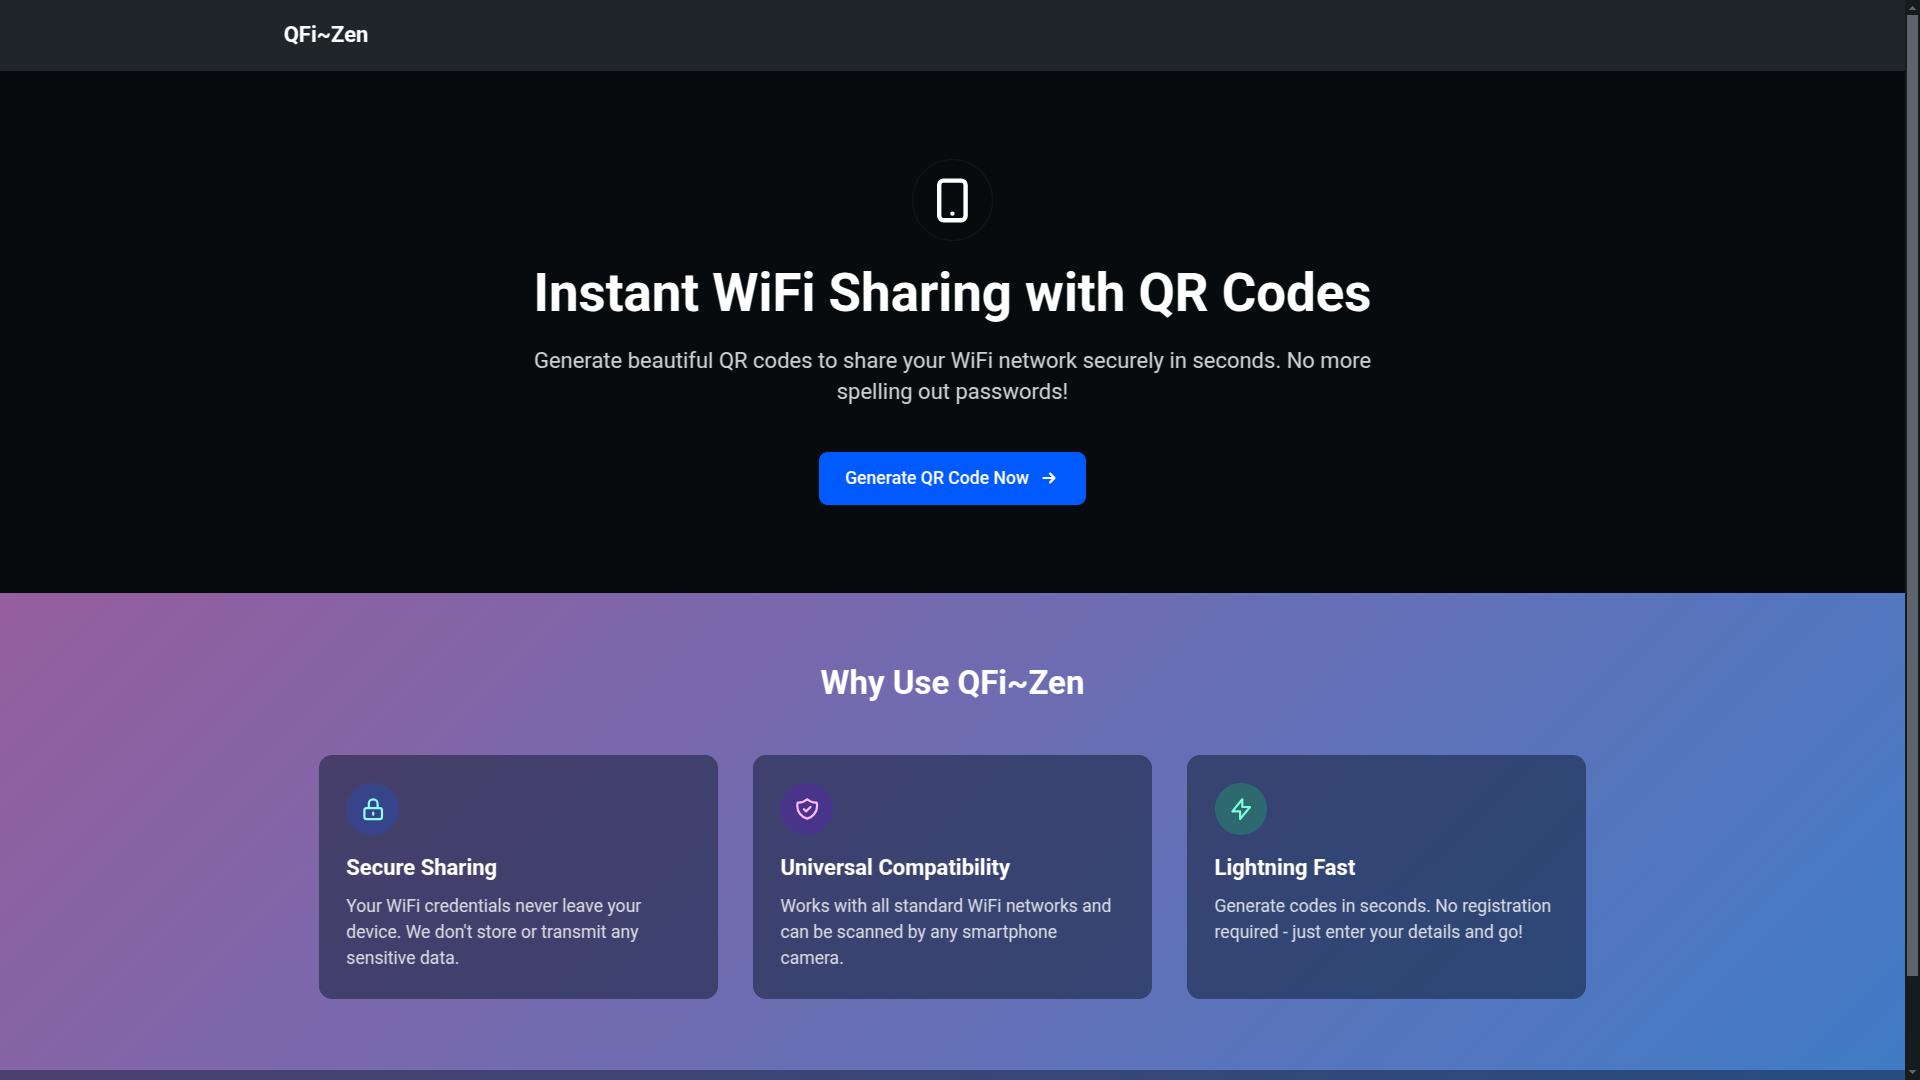 QFi~Zen
Instant WiFi Sharing with QR Codes
Generate beautiful QR codes to share your WiFi network securely in seconds. No more
spelling out passwords!
Generate QR Code Now
Why Use QFi~Zen
Secure Sharing
Your WiFi credentials never leave your
device. We don't store or transmit any
sensitive data.
Universal Compatibility
Works with all standard WiFi networks and
can be scanned by any smartphone
camera.
Lightning Fast
Generate codes in seconds. No registration
required - just enter your details and go!